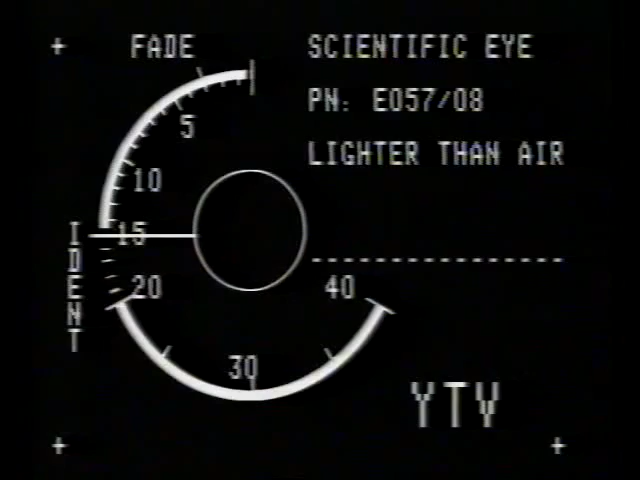 FADE
SCIENTIFIC EYE
PN: E057/08
LIGHTER THAN AIR
5
10
15
20
30
40
IDENT
YTV